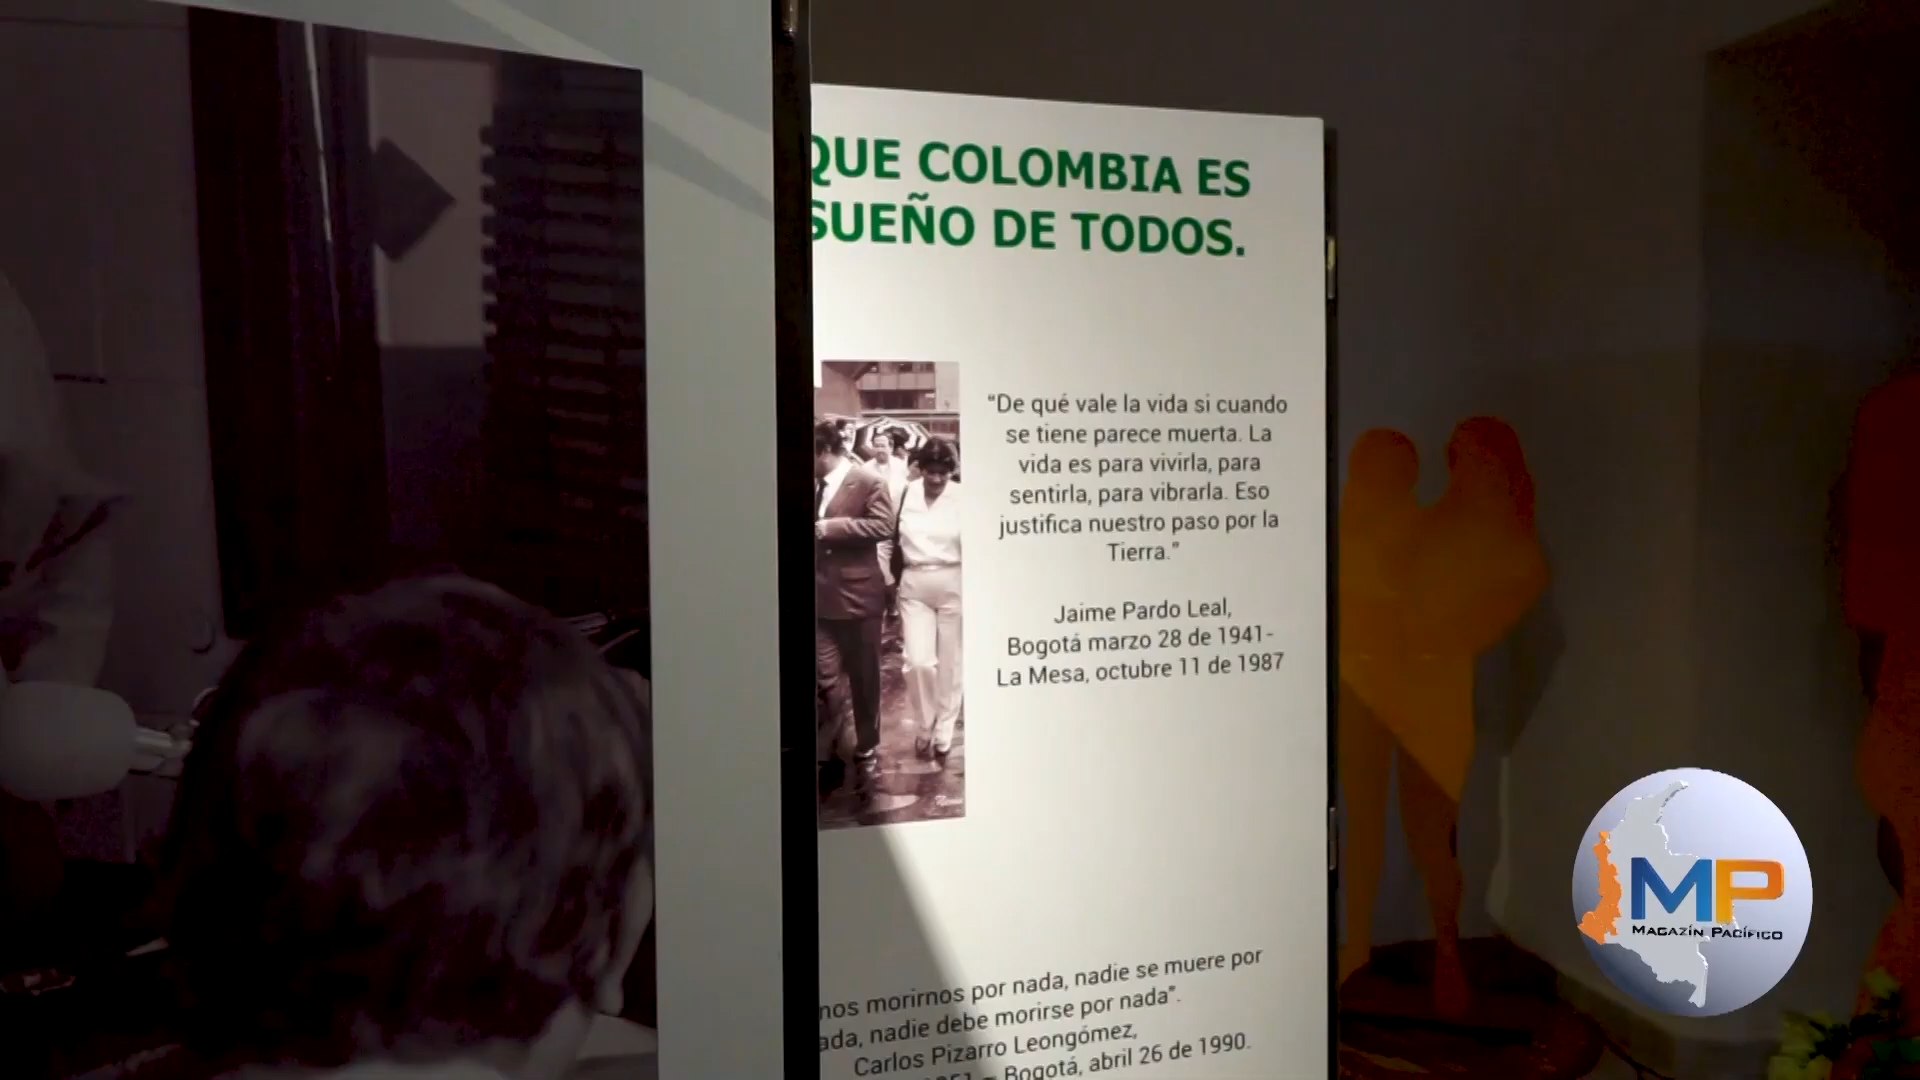 QUE COLOMBIA ES
SUEÑO DE TODOS.
“De qué vale la vida si cuando
se tiene parece muerta. La
vida es para vivirla, para
sentirla, para vibrarla. Eso
justifica nuestro paso por la
Tierra.”
Jaime Pardo Leal,
Bogotá marzo 28 de 1941-
La Mesa, octubre 11 de 1987
morirnos por nada, nadie se muere por
nadie debe morirse por nada”.
Carlos Pizarro Leongómez,
– Bogotá, abril 26 de 1990.
MP
MAGAZÍN PACÍFICO